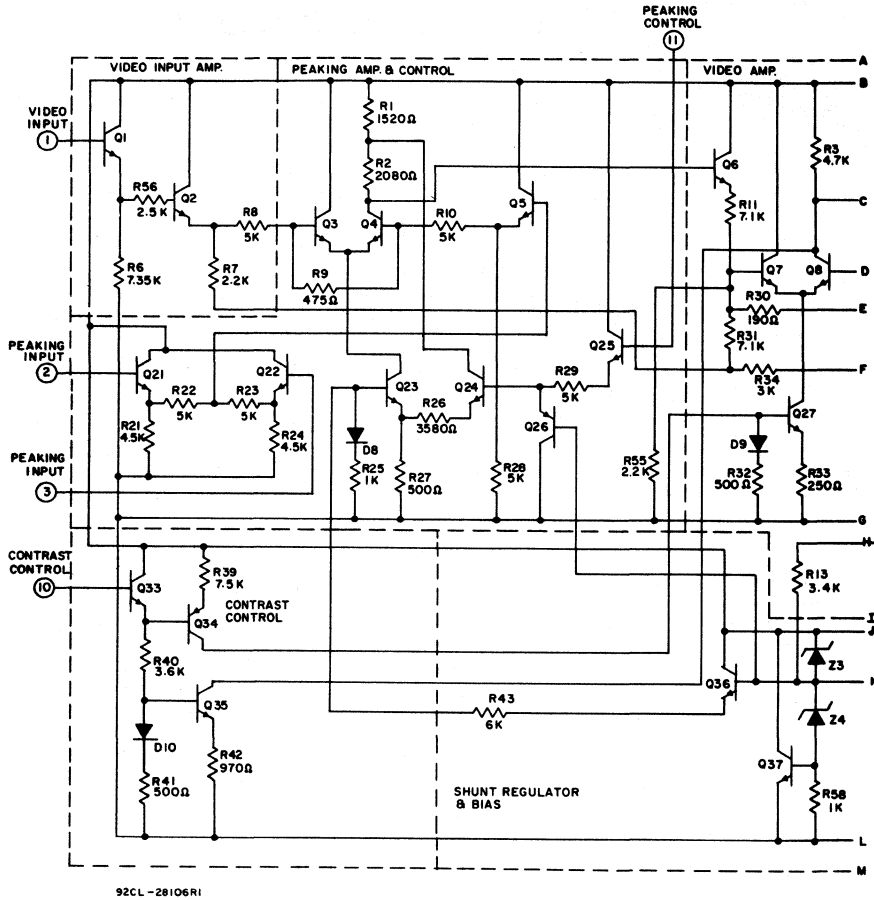 PEAKING
CONTROL
11
A
VIDEO INPUT AMP.
PEAKING AMP. & CONTROL
VIDEO AMP.
B
VIDEO
INPUT
1
Q1
R1
1520Ω
R3
4.7K
R2
2080Ω
Q6
R56
2.5K
Q2
Q5
R11
7.1K
C
R8
5K
Q3
Q4
R10
5K
R6
7.35K
R7
2.2K
R9
475Ω
Q7
Q8
D
R30
190Ω
E
R31
7.1K
PEAKING
INPUT
2
Q21
Q22
Q25
F
R34
3K
R22
5K
R23
5K
Q23
Q24
R29
5K
R26
3580Ω
Q26
Q27
R21
4.5K
R24
4.5K
D8
D9
PEAKING
INPUT
3
R25
1K
R27
500Ω
R28
5K
R55
2.2K
R32
500Ω
R33
250Ω
G
H
CONTRAST
CONTROL
10
Q33
R39
7.5K
R13
3.4K
CONTRAST
CONTROL
Q34
I
J
R40
3.6K
Z3
Q36
Q35
R43
6K
Z4
D10
R42
970Ω
Q37
R41
500Ω
SHUNT REGULATOR
& BIAS
R58
1K
L
M
92CL-28106R1